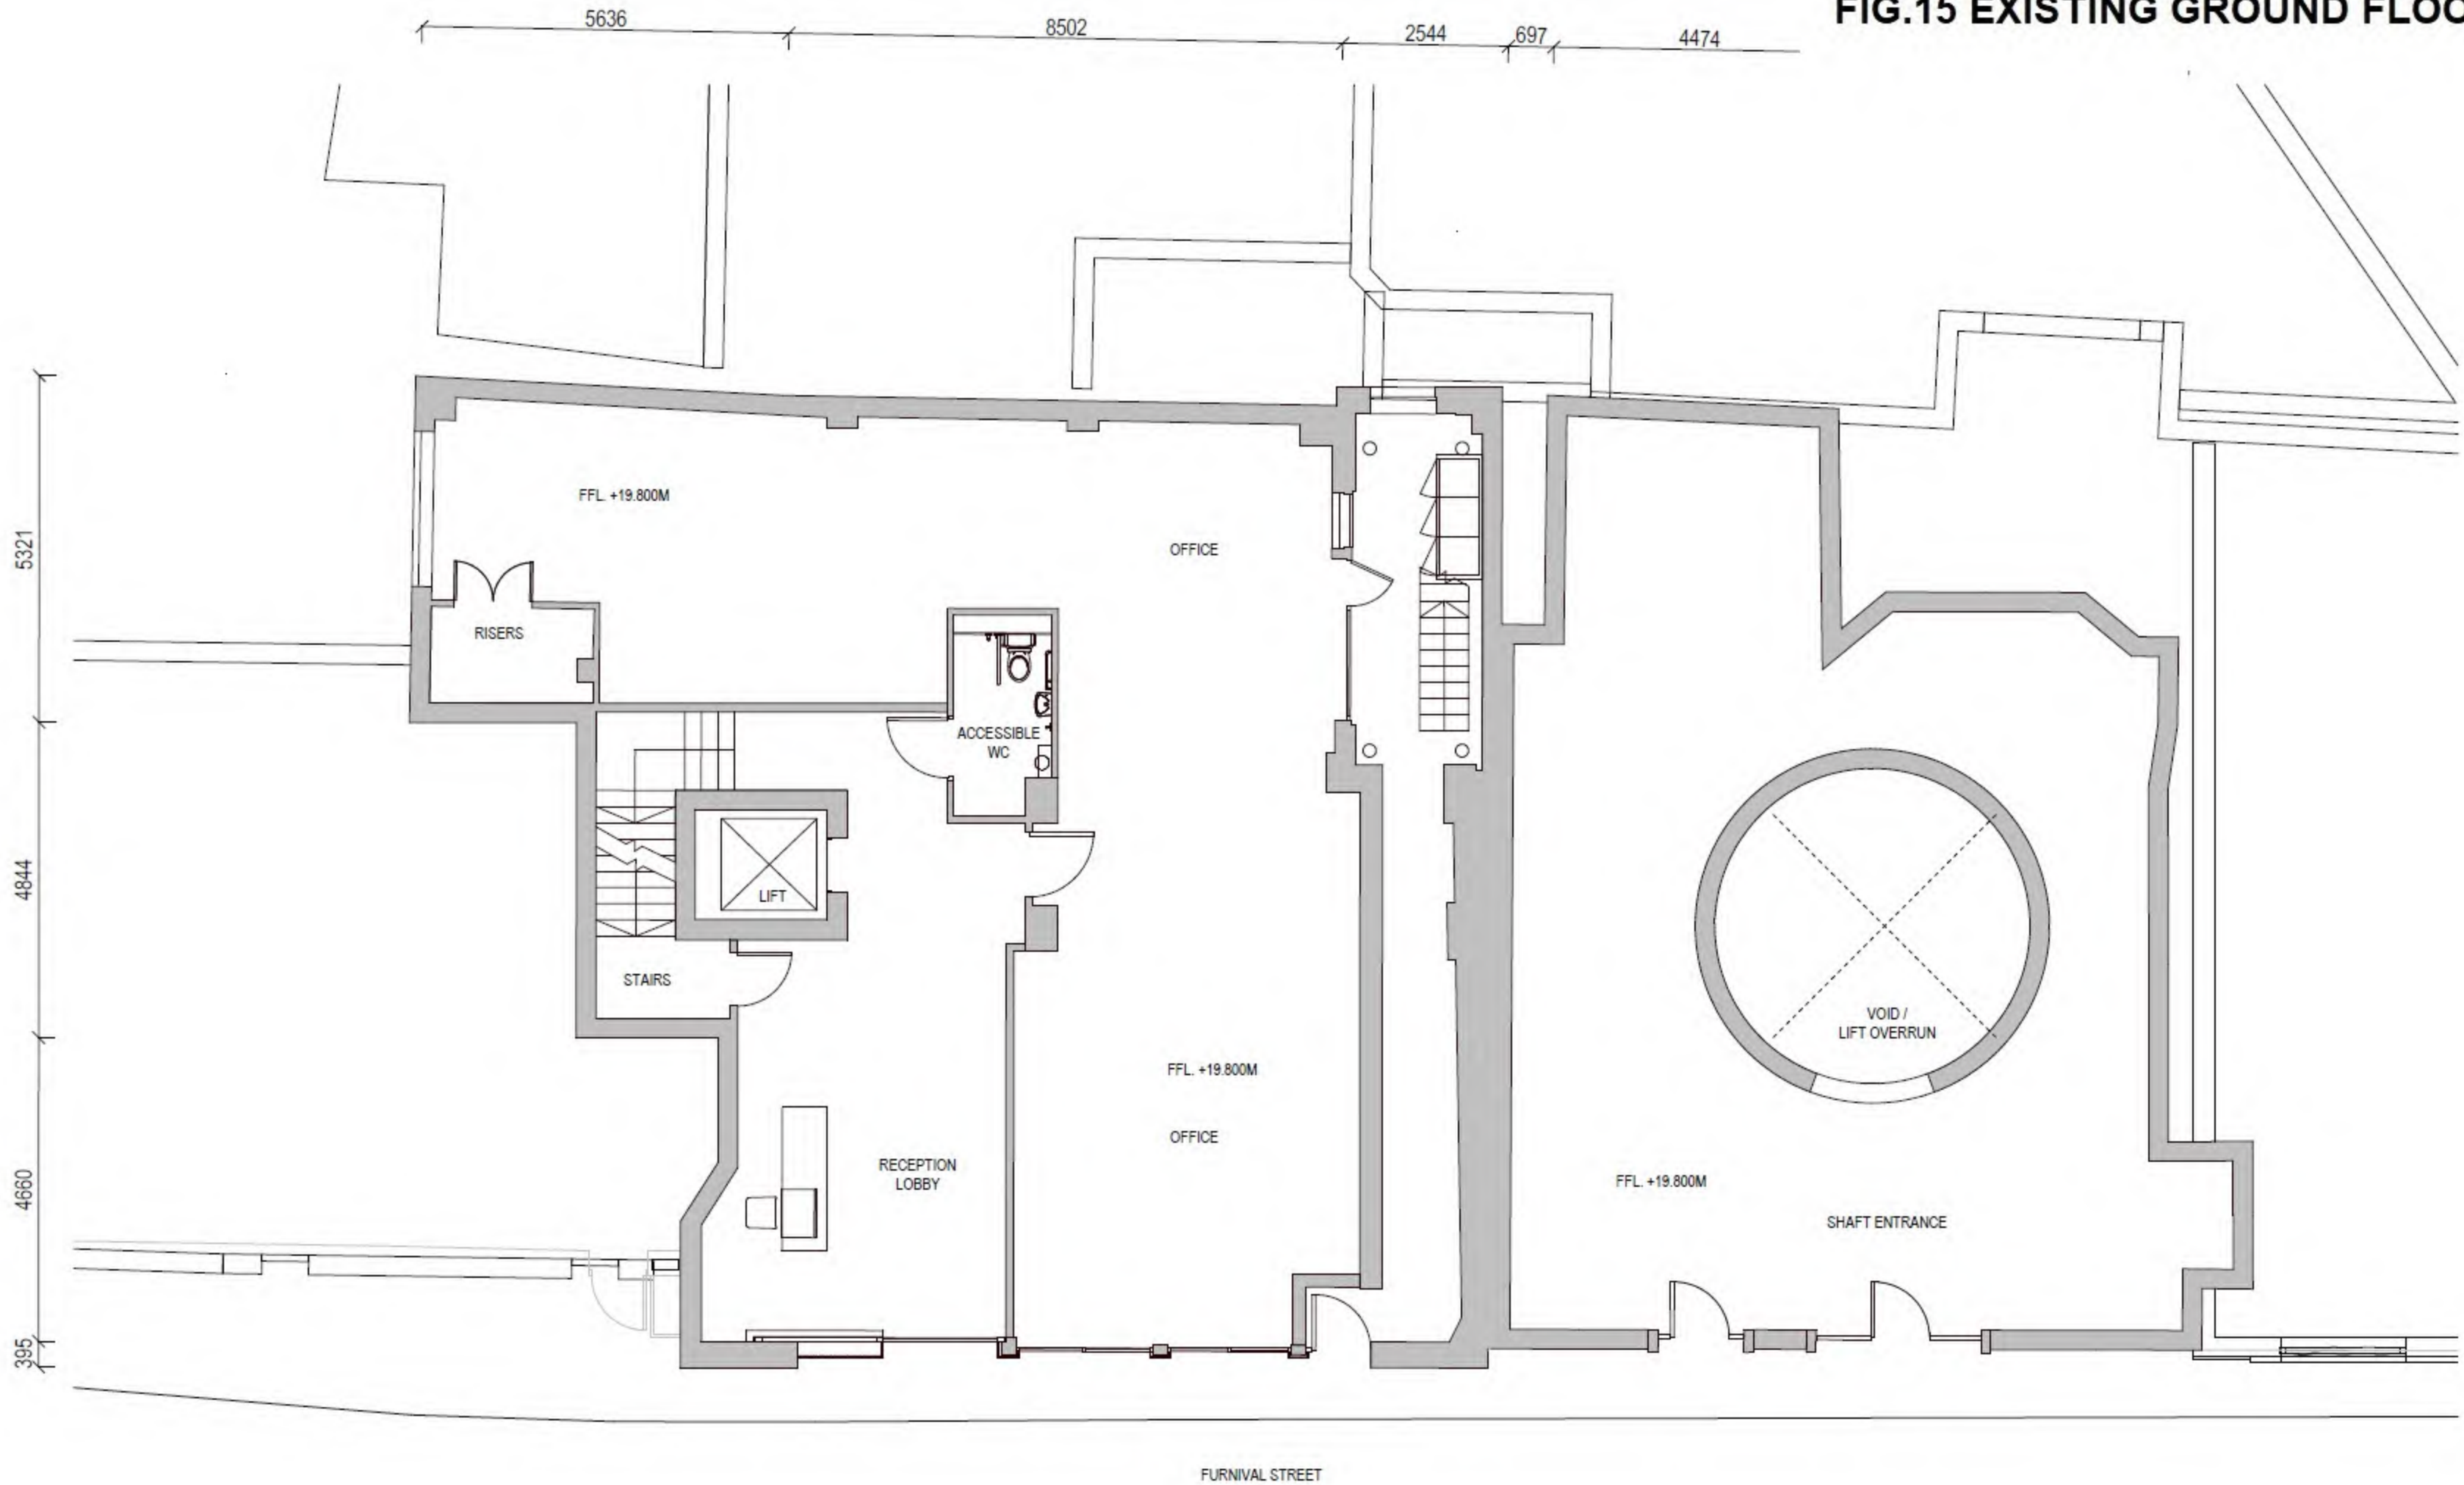 FIG.15 EXISTING GROUND FLOO
5636
8502
2544
697
4474
5321
4844
4660
395
FFL. +19.800M
OFFICE
RISERS
ACCESSIBLE
WC
LIFT
STAIRS
VOID /
LIFT OVERRUN
FFL. +19.800M
OFFICE
RECEPTION
LOBBY
FFL. +19.800M
SHAFT ENTRANCE
FURNIVAL STREET